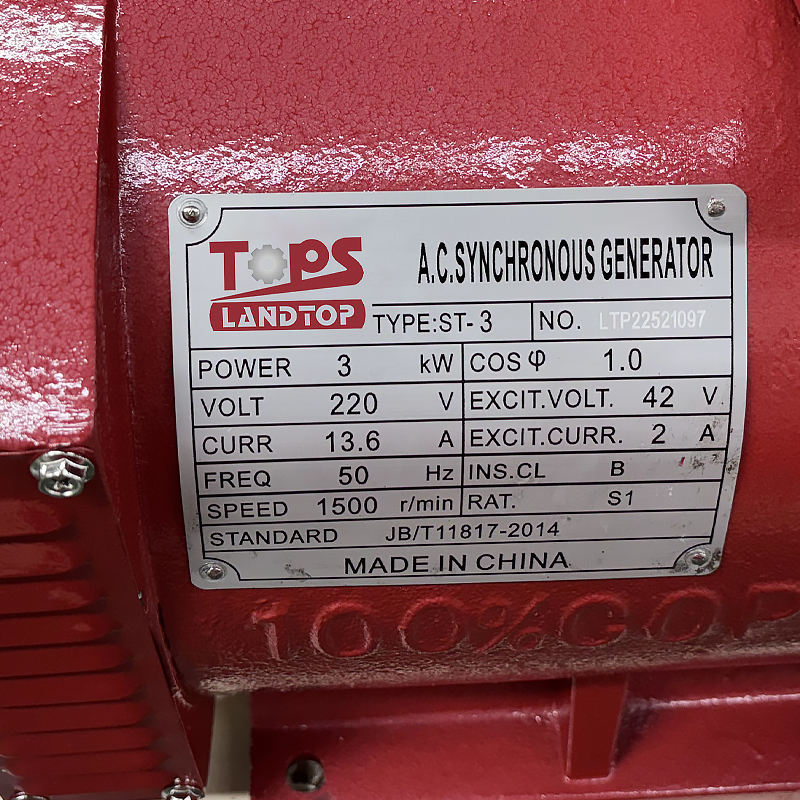 TOPS
LANDTOP
A.C.SYNCHRONOUS GENERATOR
TYPE:ST-3 NO. LTP22521097
POWER 3 kW COS φ 1.0
VOLT 220 V EXCIT.VOLT. 42 V
CURR 13.6 A EXCIT.CURR. 2 A
FREQ 50 Hz INS.CL B
SPEED 1500 r/min RAT. S1
STANDARD JB/T11817-2014
MADE IN CHINA
100%COP